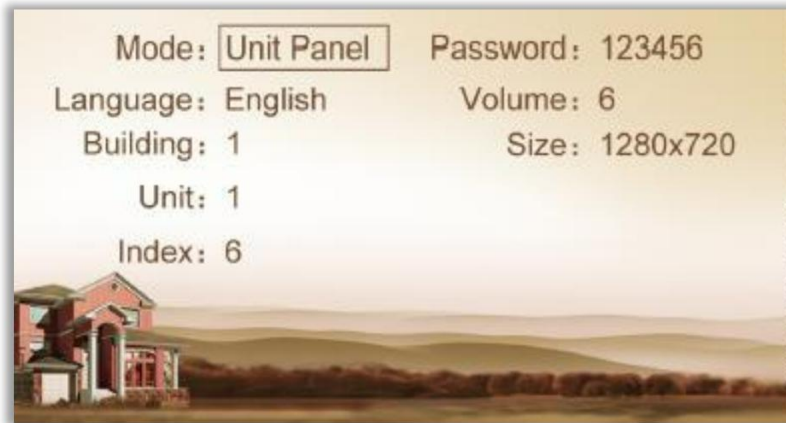 Mode: Unit Panel
Password: 123456
Language: English
Volume: 6
Building: 1
Size: 1280x720
Unit: 1
Index: 6